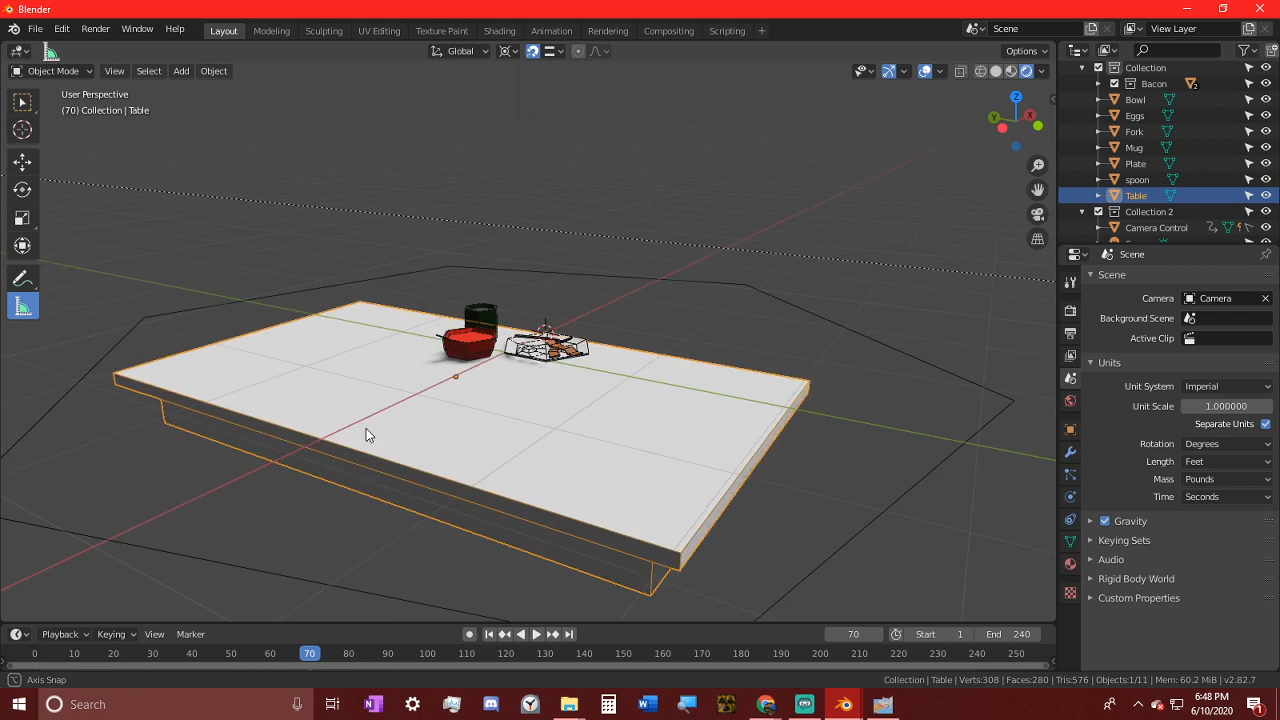 Blender
File Edit Render Window Help Layout Modeling Sculpting UV Editing Texture Paint Shading Animation Rendering Compositing Scripting + Scene View Layer
Global Options
Object Mode View Select Add Object
User Perspective
(70) Collection | Table
Z
Y
X
Collection
Bacon 2
Bowl
Eggs
Fork
Mug
Plate
spoon
Table
Collection 2
Camera Control
Scene
Scene
Camera Camera
Background Scene
Active Clip
Units
Unit System Imperial
Unit Scale 1.000000
Separate Units
Rotation Degrees
Length Feet
Mass Pounds
Time Seconds
Gravity
Keying Sets
Audio
Rigid Body World
Custom Properties
Playback Keying View Marker 70 Start 1 End 240
0 10 20 30 40 50 60 70 80 90 100 110 120 130 140 150 160 170 180 190 200 210 220 230 240 250
Axis Snap Collection | Table | Verts:308 | Faces:280 | Tris:576 | Objects:1/11 | Mem: 60.2 MiB | v2.82.7
Search
6:48 PM
6/10/2020